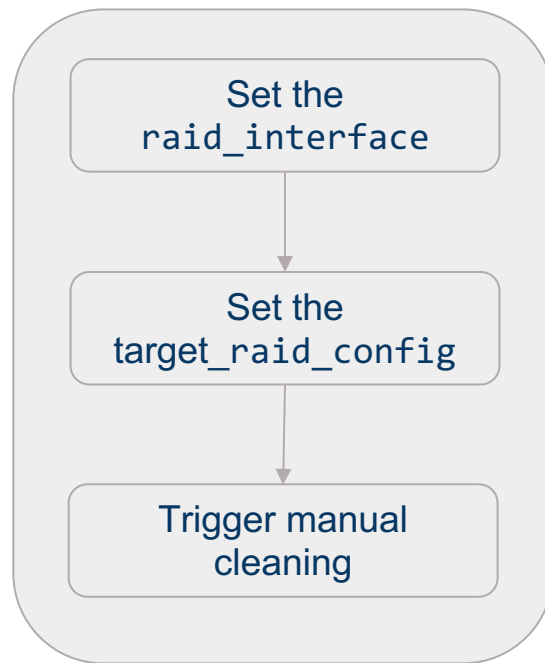 Set the
raid_interface
Set the
target_raid_config
Trigger manual
cleaning